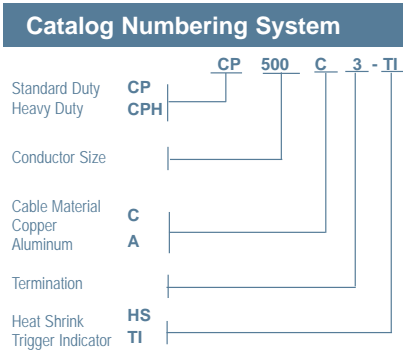 Catalog Numbering System
CP 500 C 3 - TI
Standard Duty CP
Heavy Duty CPH
Conductor Size
Cable Material
Copper C
Aluminum A
Termination
Heat Shrink HS
Trigger Indicator TI